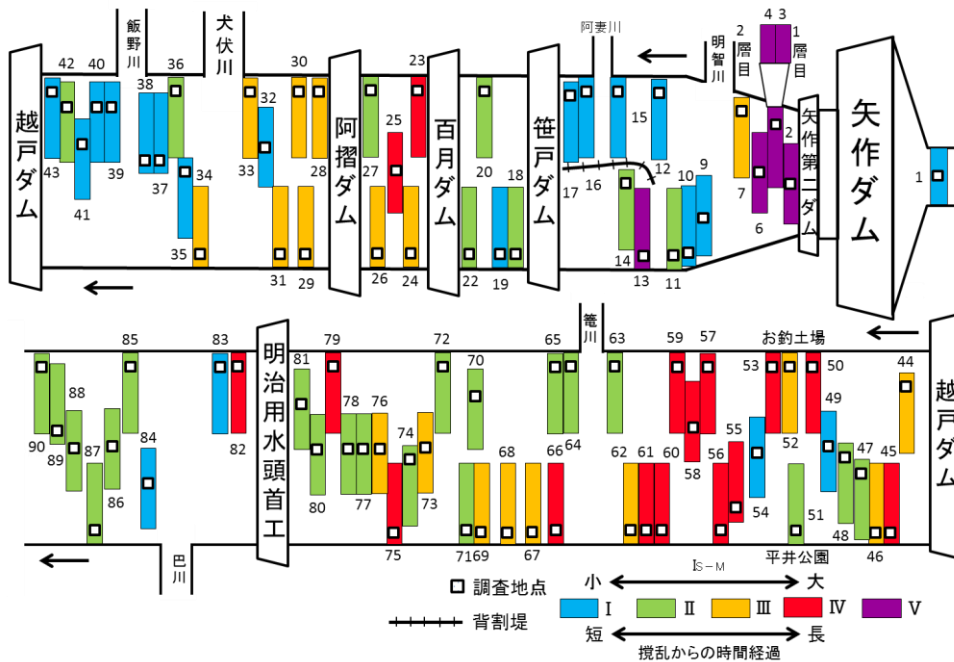 飯野川
犬伏川
阿妻川
明智川
2層目
4 3
1層目
42 40 38 36 30 32 23 25 15
越戸ダム
阿摺ダム
百月ダム
笹戸ダム
矢作第二ダム
矢作ダム
43 41 39 37 35 34 33 31 29 28
27 26 24 22 20 19 18
17 16 14 13 12 11 10 9
7 6 2 1
籠川
85 83 79 72 70 65 63 59 57
お釣土場
53 50 44
明治用水頭首工
越戸ダム
90 89 88 87 86 84 82
81 80 78 77 76 75 74 73
71 69 68 67 66 64
62 61 60 58 56 55 54 52 51
49 48 47 46 45
平井公園
巴川
IS-M
調査地点
背割堤
小 大
I II III IV V
短 長
撹乱からの時間経過